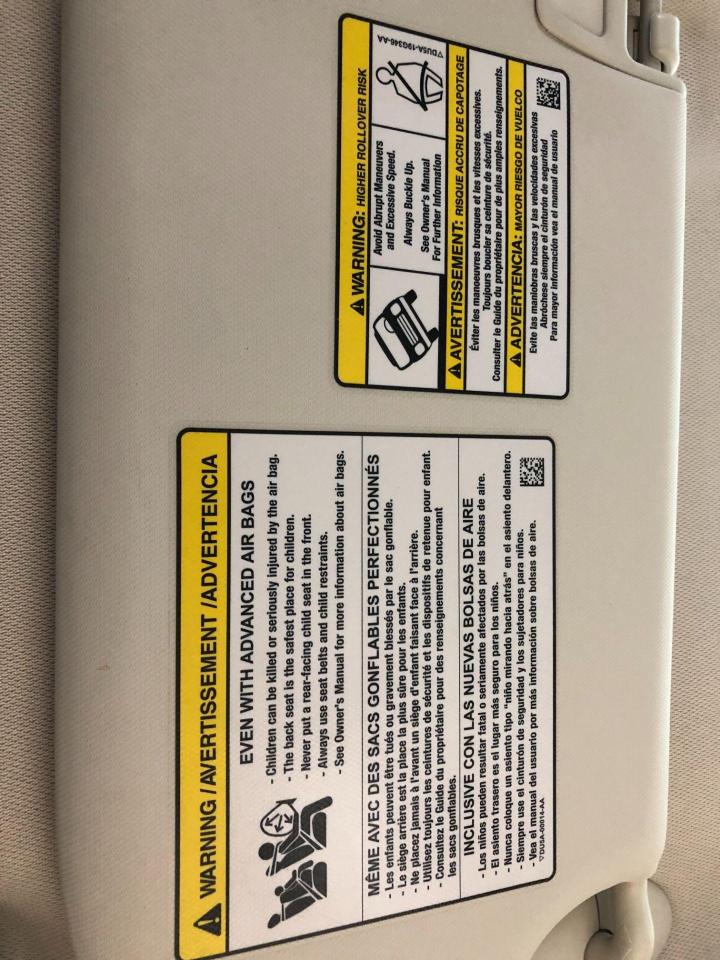 WARNING / AVERTISSEMENT / ADVERTENCIA
EVEN WITH ADVANCED AIR BAGS
- Children can be killed or seriously injured by the air bag.
- The back seat is the safest place for children.
- Never put a rear-facing child seat in the front.
- Always use seat belts and child restraints.
- See Owner's Manual for more information about air bags.
MÊME AVEC DES SACS GONFLABLES PERFECTIONNÉS
- Les enfants peuvent être tués ou gravement blessés par le sac gonflable.
- Le siège arrière est la place la plus sûre pour les enfants.
- Ne placez jamais à l'avant un siège d'enfant faisant face à l'arrière.
- Utilisez toujours les ceintures de sécurité et les dispositifs de retenue pour enfant.
- Consultez le Guide du propriétaire pour des renseignements concernant
les sacs gonflables.
INCLUSIVE CON LAS NUEVAS BOLSAS DE AIRE
- Los niños pueden resultar fatal o seriamente afectados por las bolsas de aire.
- El asiento trasero es el lugar más seguro para los niños.
- Nunca coloque un asiento tipo "niño mirando hacia atrás" en el asiento delantero.
- Siempre use el cinturón de seguridad y los sujetadores para niños.
- Vea el manual del usuario por más información sobre bolsas de aire.
▽DUSA-00014-AA
WARNING: HIGHER ROLLOVER RISK
Avoid Abrupt Maneuvers
and Excessive Speed.
Always Buckle Up.
See Owner's Manual
For Further Information
▽DUSA-19G346-AA
AVERTISSEMENT: RISQUE ACCRU DE CAPOTAGE
Éviter les manoeuvres brusques et les vitesses excessives.
Toujours boucler sa ceinture de sécurité.
Consulter le Guide du propriétaire pour de plus amples renseignements.
ADVERTENCIA: MAYOR RIESGO DE VUELCO
Evite las maniobras bruscas y las velocidades excesivas
Abróchese siempre el cinturón de seguridad
Para mayor información vea el manual de usuario